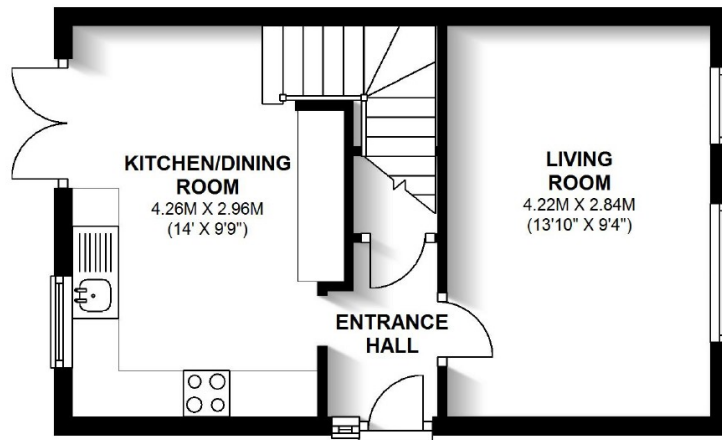 KITCHEN/DINING
ROOM
4.26M X 2.96M
(14' X 9'9")
LIVING
ROOM
4.22M X 2.84M
(13'10" X 9'4")
ENTRANCE
HALL